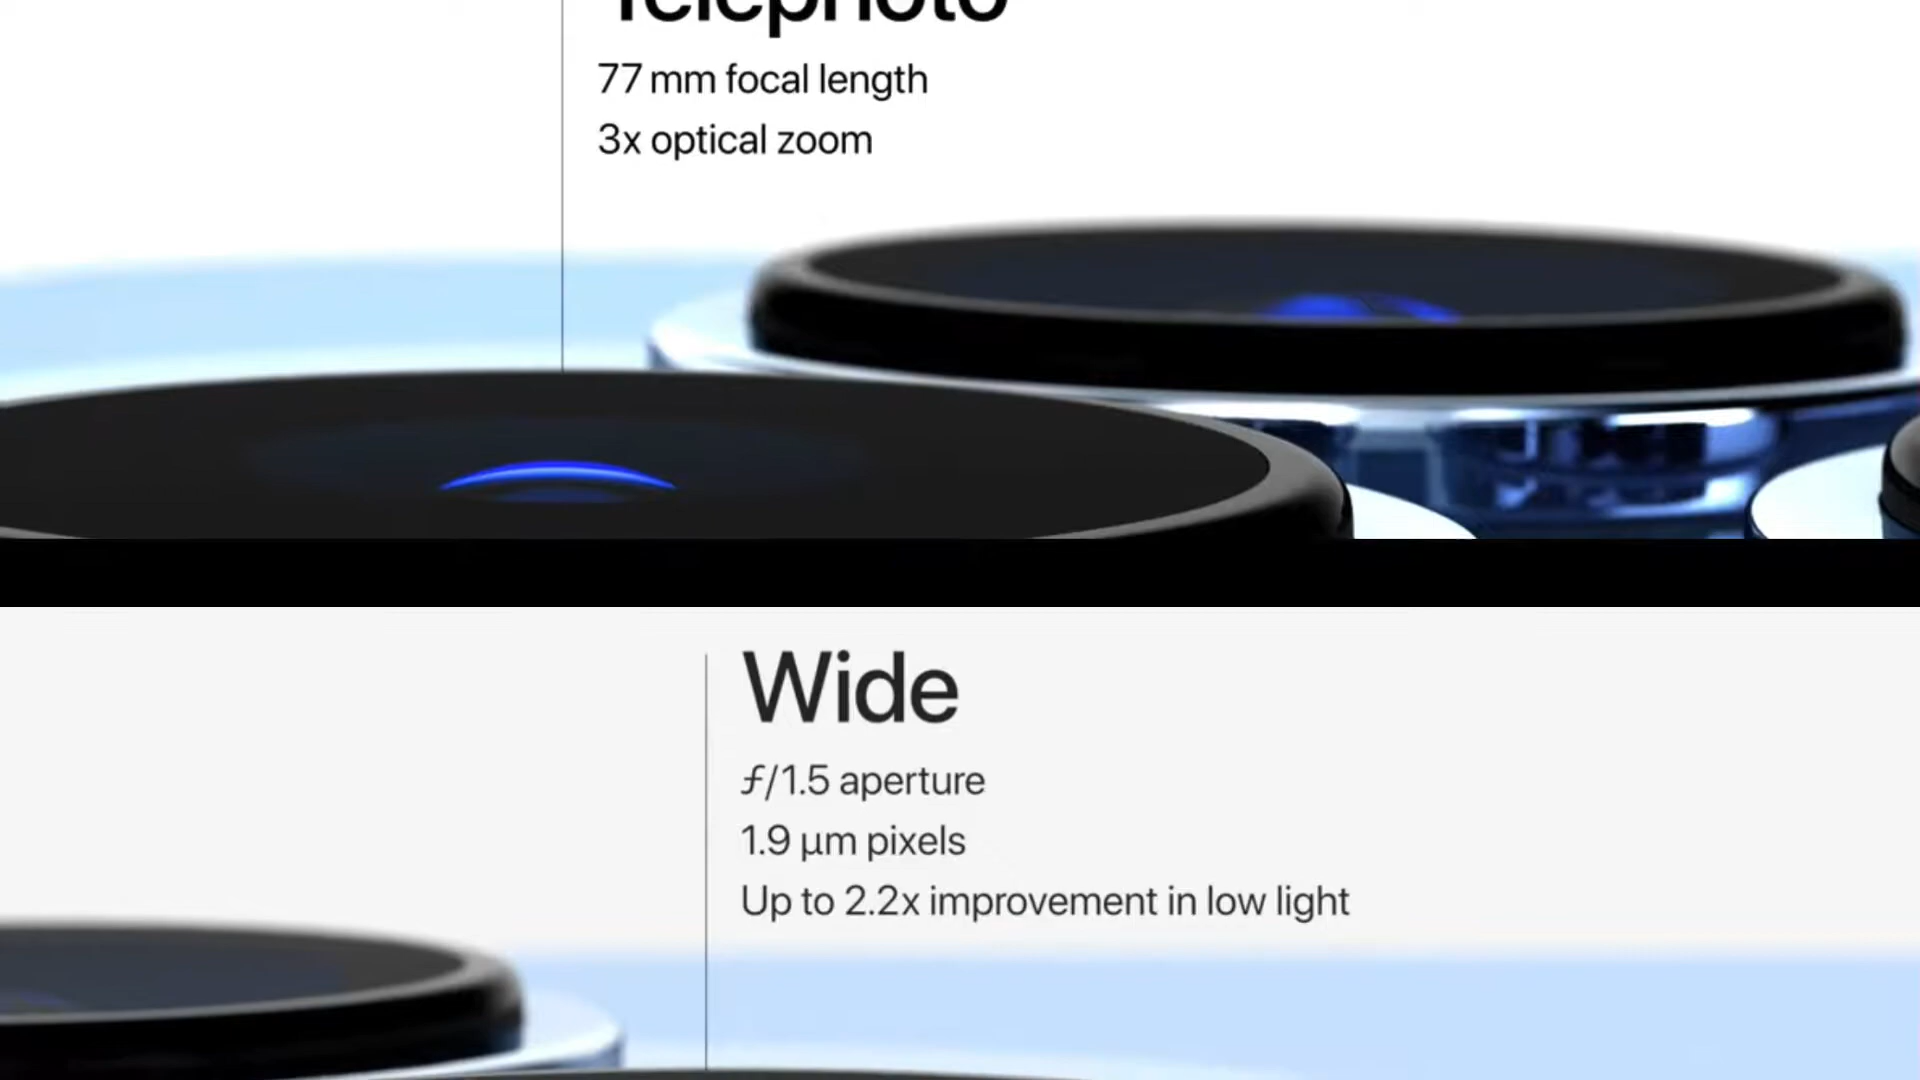 Telephoto
77 mm focal length
3x optical zoom
Wide
ƒ/1.5 aperture
1.9 µm pixels
Up to 2.2x improvement in low light